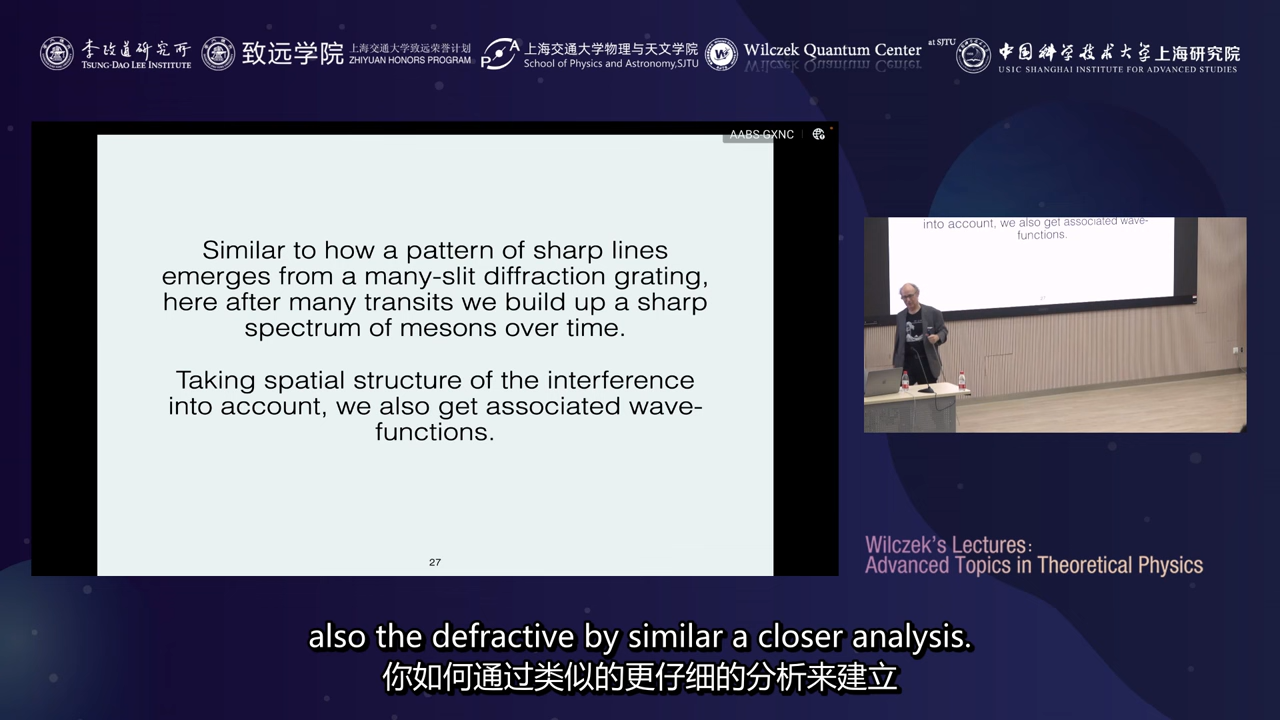 李政道研究所
TSUNG-DAO LEE INSTITUTE
致远学院
上海交通大学致远荣誉计划
ZHIYUAN HONORS PROGRAM
PA
上海交通大学物理与天文学院
School of Physics and Astronomy,SJTU
W
Wilczek Quantum Center
at SJTU
中国科学技术大学上海研究院
USTC SHANGHAI INSTITUTE FOR ADVANCED STUDIES
AABS-GXNC
Similar to how a pattern of sharp lines
emerges from a many-slit diffraction grating,
here after many transits we build up a sharp
spectrum of mesons over time.
Taking spatial structure of the interference
into account, we also get associated wave-
functions.
27
into account, we also get associated wave-
functions.
Wilczek's Lectures:
Advanced Topics in Theoretical Physics
also the defractive by similar a closer analysis.
你如何通过类似的更仔细的分析来建立